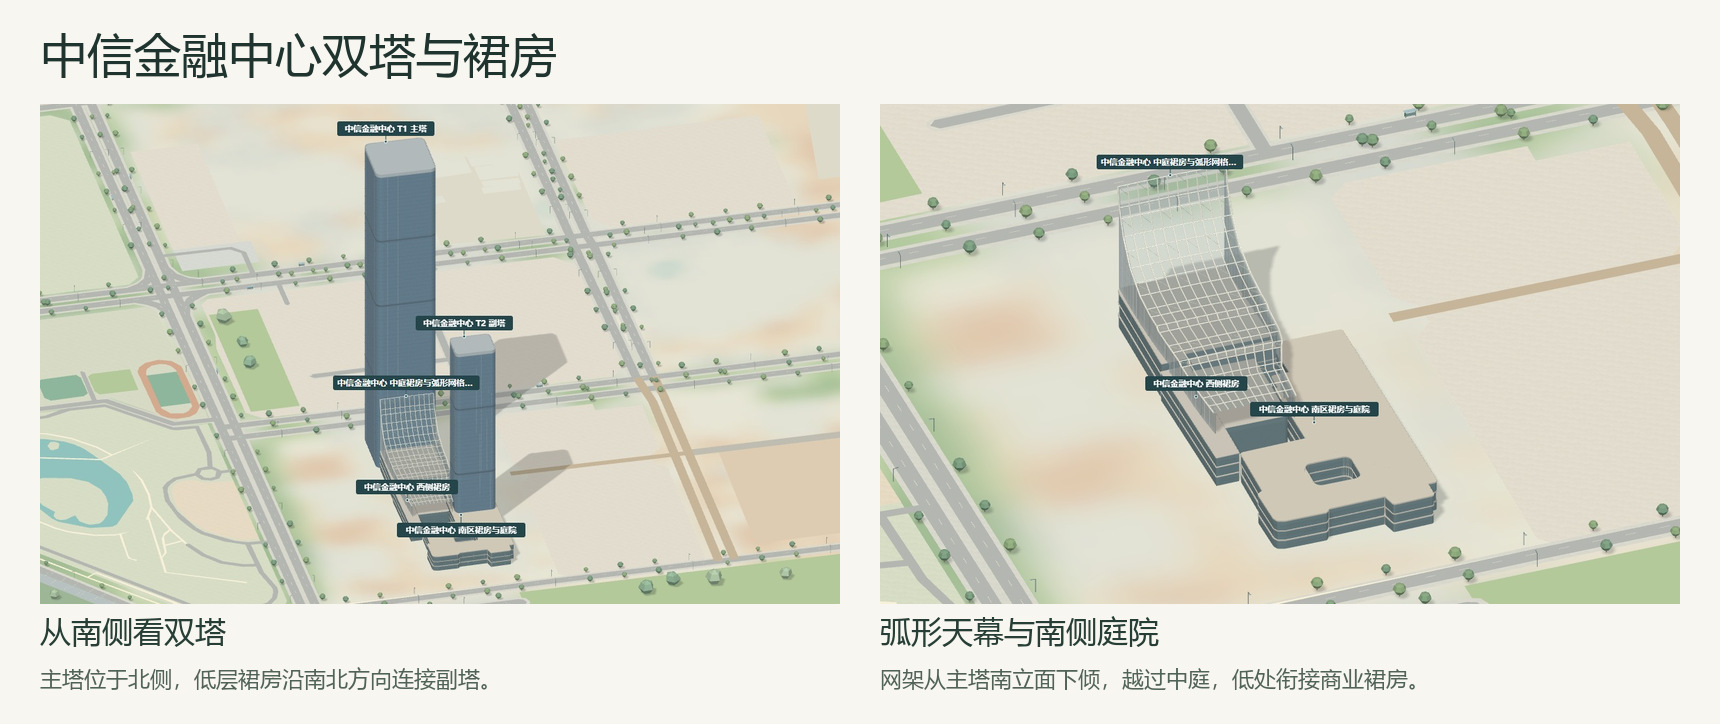 中信金融中心双塔与裙房
中信金融中心 T1 主塔
中信金融中心 T2 副塔
中信金融中心 中庭裙房与弧形网格...
中信金融中心 西侧裙房
中信金融中心 南区裙房与庭院
中信金融中心 中庭裙房与弧形网格...
中信金融中心 西侧裙房
中信金融中心 南区裙房与庭院
从南侧看双塔
主塔位于北侧，低层裙房沿南北方向连接副塔。
弧形天幕与南侧庭院
网架从主塔南立面下倾，越过中庭，低处衔接商业裙房。